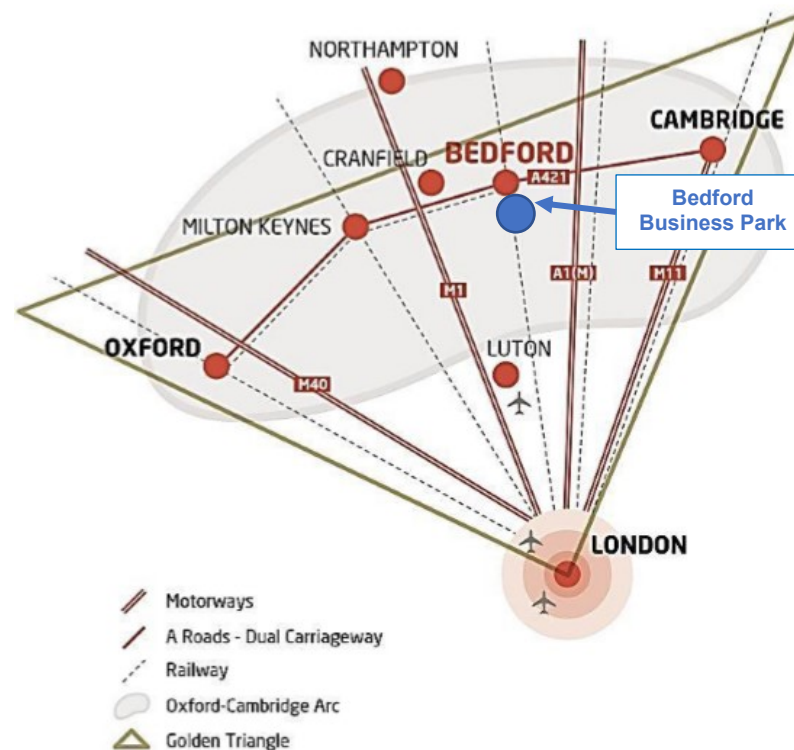 NORTHAMPTON
CAMBRIDGE
CRANFIELD
BEDFORD
A421
Bedford
Business Park
MILTON KEYNES
M1
A1(M)
M11
OXFORD
LUTON
M40
LONDON
Motorways
A Roads - Dual Carriageway
Railway
Oxford-Cambridge Arc
Golden Triangle